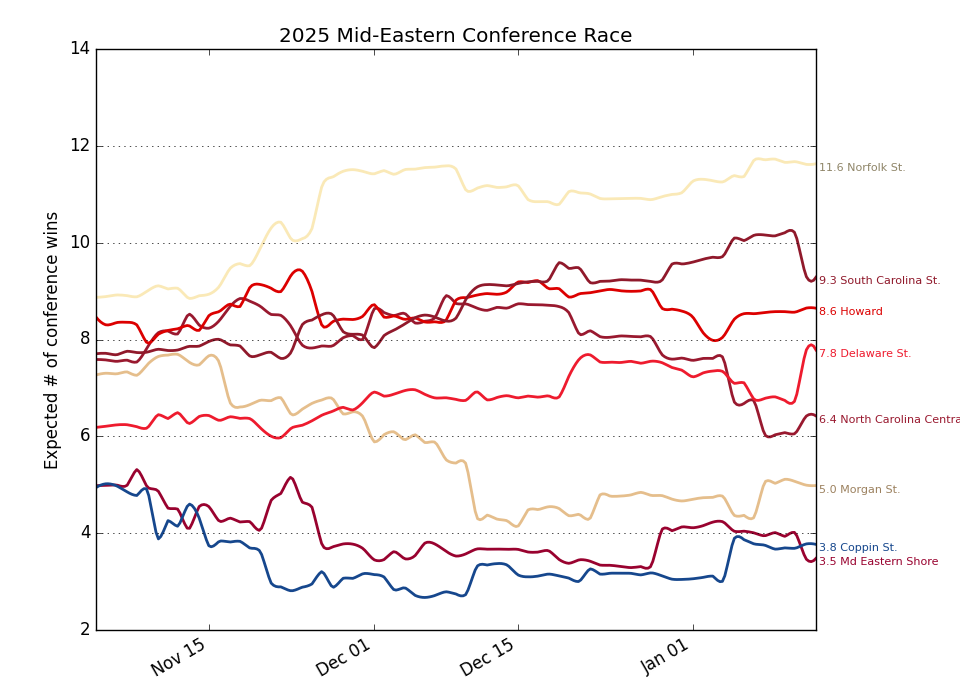 2025 Mid-Eastern Conference Race
Expected # of conference wins
14
12
10
8
6
4
2
Nov 15
Dec 01
Dec 15
Jan 01
11.6 Norfolk St.
9.3 South Carolina St.
8.6 Howard
7.8 Delaware St.
6.4 North Carolina Centra
5.0 Morgan St.
3.8 Coppin St.
3.5 Md Eastern Shore